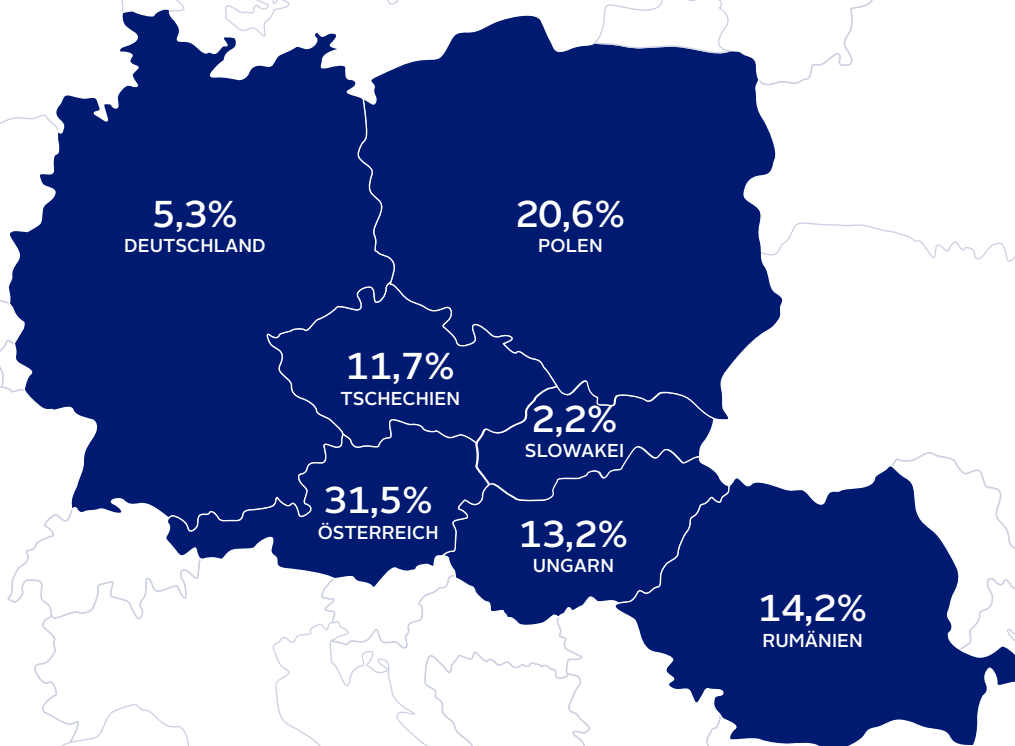 5,3%
DEUTSCHLAND
20,6%
POLEN
11,7%
TSCHECHIEN
2,2%
SLOWAKEI
31,5%
ÖSTERREICH
13,2%
UNGARN
14,2%
RUMÄNIEN